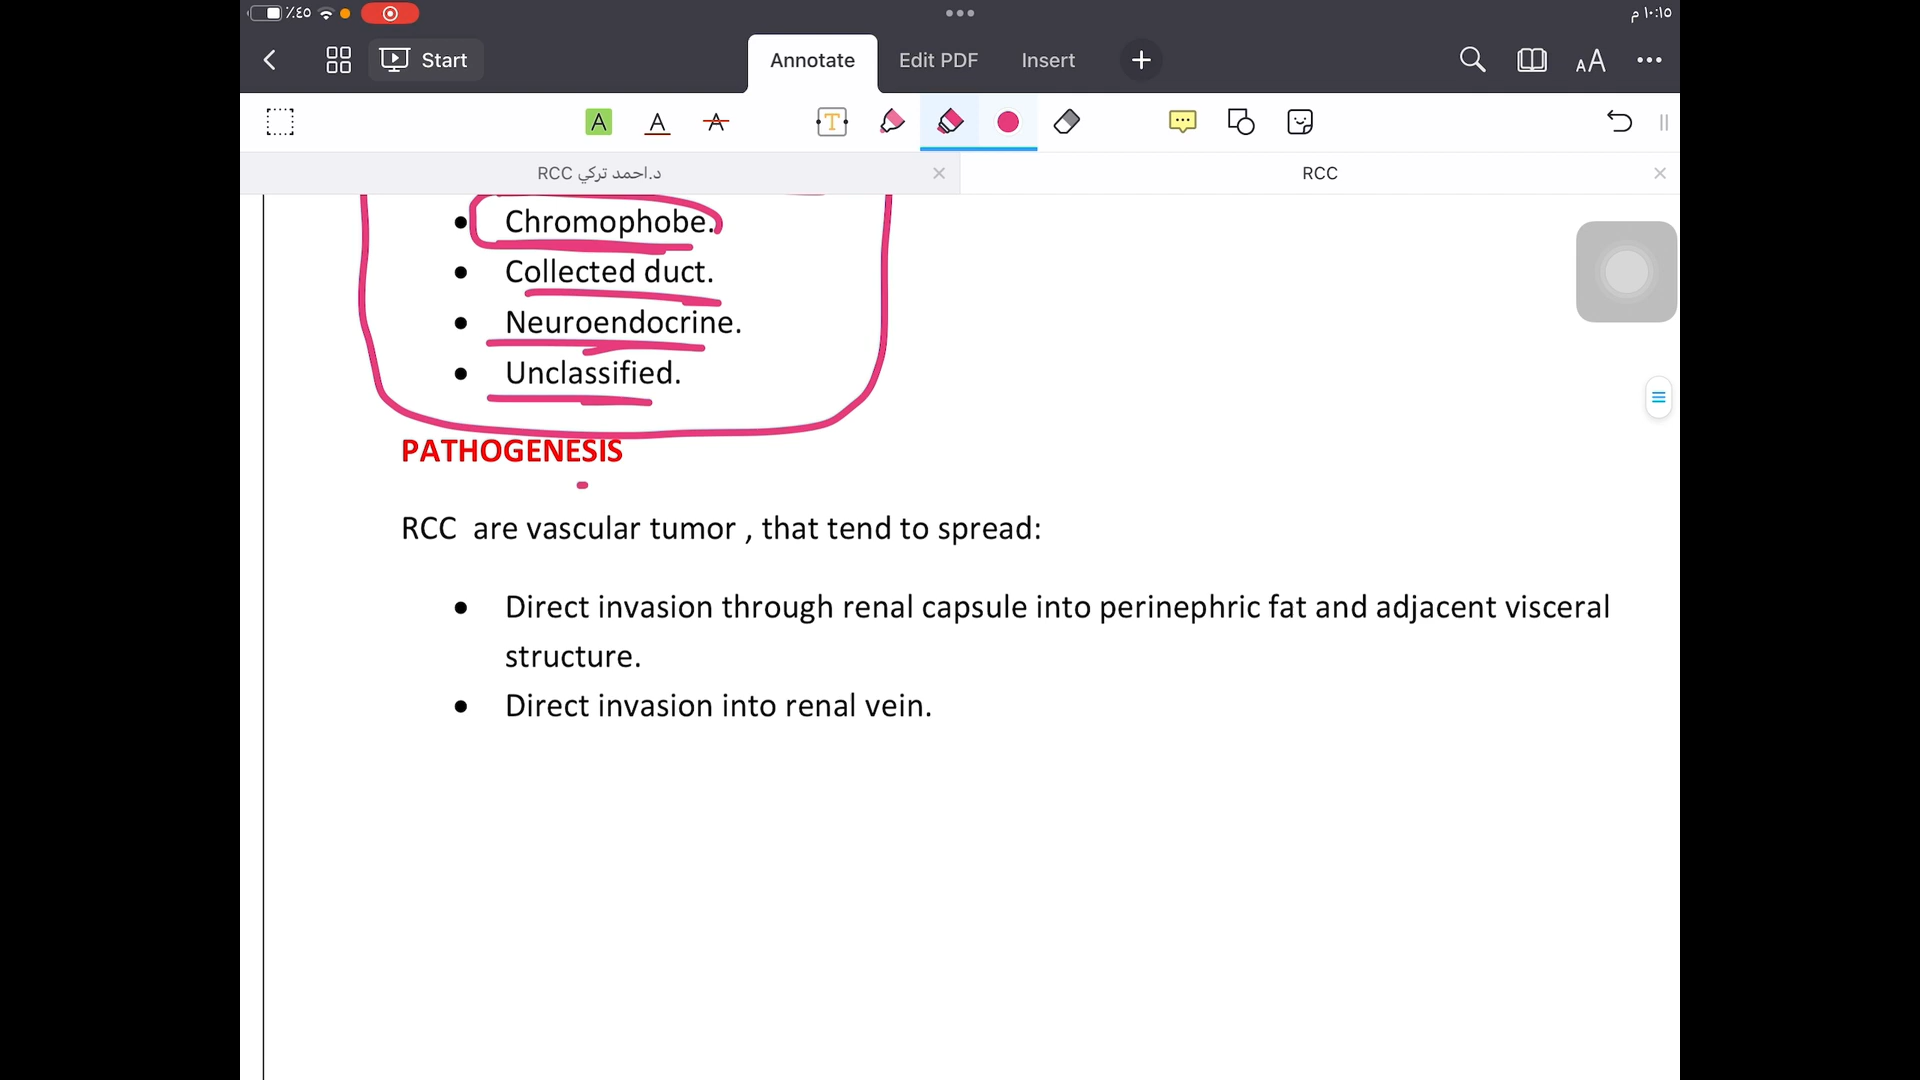 ٪٤٥
١٠:١٥ م
Start
Annotate
Edit PDF
Insert
AA
A A A T
RCC د.احمد تركي
RCC
• Chromophobe.
• Collected duct.
• Neuroendocrine.
• Unclassified.
PATHOGENESIS
RCC are vascular tumor , that tend to spread:
• Direct invasion through renal capsule into perinephric fat and adjacent visceral
structure.
• Direct invasion into renal vein.